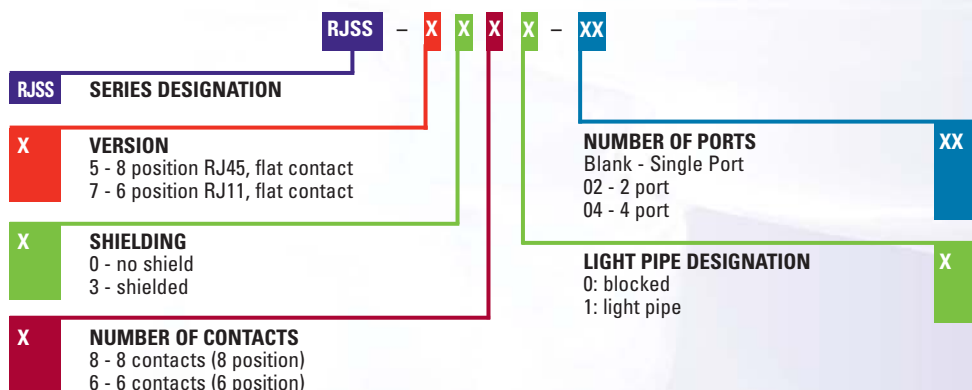 RJSS – X X X X – XX
RJSS SERIES DESIGNATION
X VERSION
5 - 8 position RJ45, flat contact
7 - 6 position RJ11, flat contact
X SHIELDING
0 - no shield
3 - shielded
X NUMBER OF CONTACTS
8 - 8 contacts (8 position)
6 - 6 contacts (6 position)
NUMBER OF PORTS XX
Blank - Single Port
02 - 2 port
04 - 4 port
LIGHT PIPE DESIGNATION X
0: blocked
1: light pipe